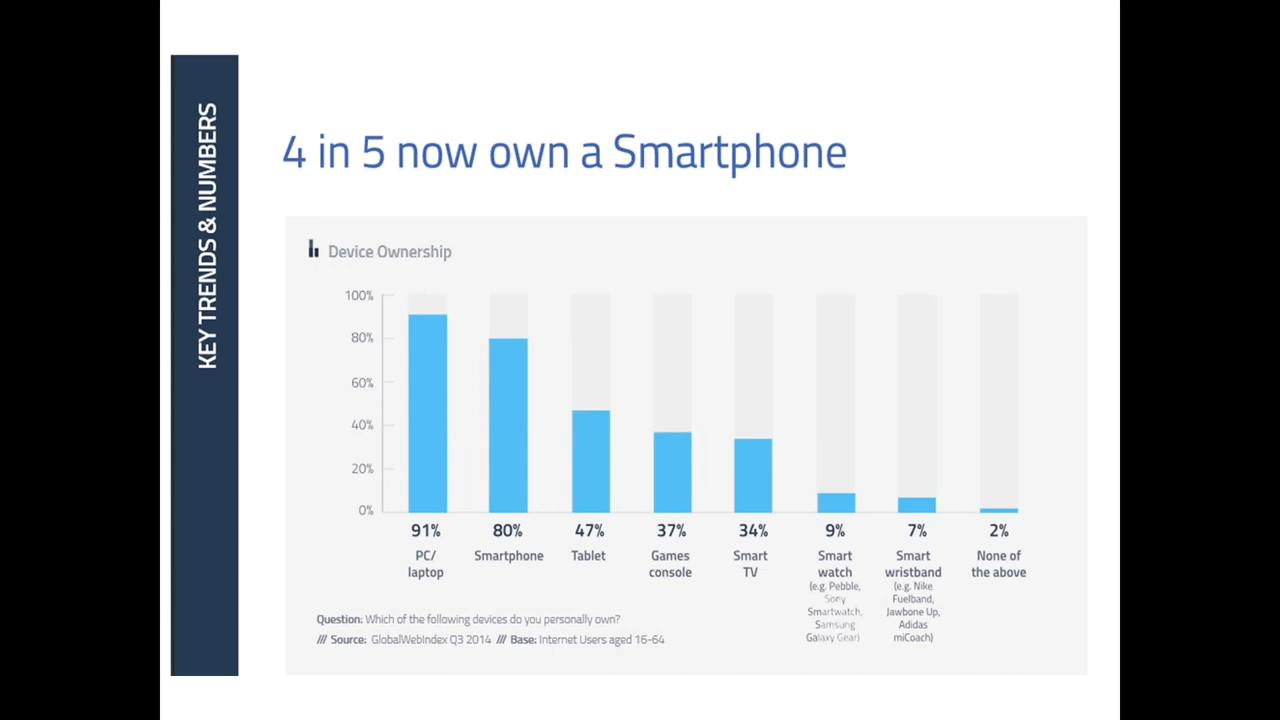 KEY TRENDS & NUMBERS
4 in 5 now own a Smartphone
Device Ownership
100%
80%
60%
40%
20%
0%
91% 80% 47% 37% 34% 9% 7% 2%
PC/ Smartphone Tablet Games Smart Smart Smart None of
laptop console TV watch wristband the above
(e.g. Pebble, (e.g. Nike
Sony Fuelband,
Smartwatch, Jawbone Up,
Samsung Adidas
Galaxy Gear) miCoach)
Question: Which of the following devices do you personally own?
/// Source: GlobalWebIndex Q3 2014 /// Base: Internet Users aged 16-64